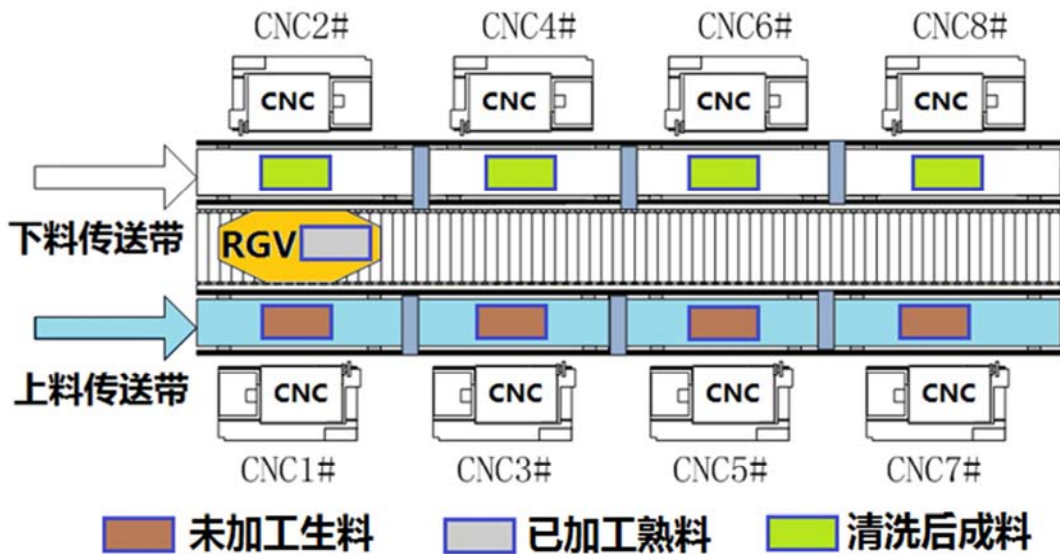 CNC2# CNC4# CNC6# CNC8#
CNC CNC CNC CNC
下料传送带
RGV
上料传送带
CNC CNC CNC CNC
CNC1# CNC3# CNC5# CNC7#
未加工生料 已加工熟料 清洗后成料